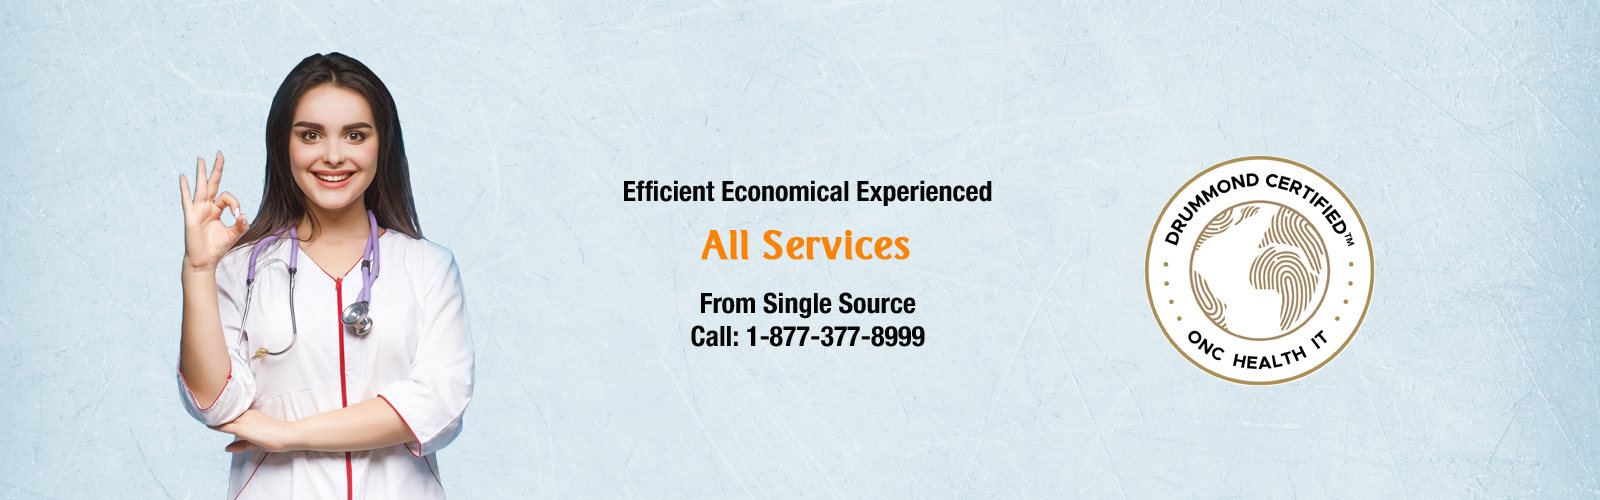 Efficient Economical Experienced
All Services
From Single Source
Call: 1-877-377-8999
DRUMMOND CERTIFIED™
ONC HEALTH IT